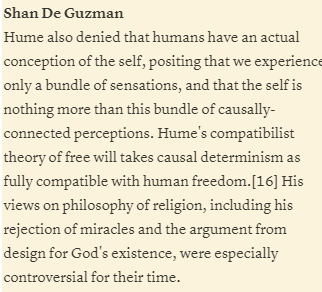 Shan De Guzman
Hume also denied that humans have an actual
conception of the self, positing that we experience
only a bundle of sensations, and that the self is
nothing more than this bundle of causally-
connected perceptions. Hume's compatibilist
theory of free will takes causal determinism as
fully compatible with human freedom.[16] His
views on philosophy of religion, including his
rejection of miracles and the argument from
design for God's existence, were especially
controversial for their time.